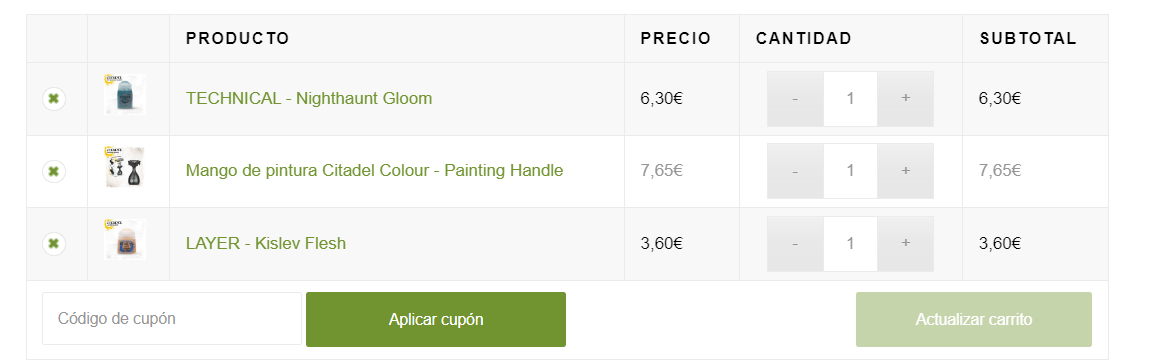 PRODUCTO PRECIO CANTIDAD SUBTOTAL
TECHNICAL - Nighthaunt Gloom 6,30€ - 1 + 6,30€
Mango de pintura Citadel Colour - Painting Handle 7,65€ - 1 + 7,65€
LAYER - Kislev Flesh 3,60€ - 1 + 3,60€
Código de cupón Aplicar cupón Actualizar carrito